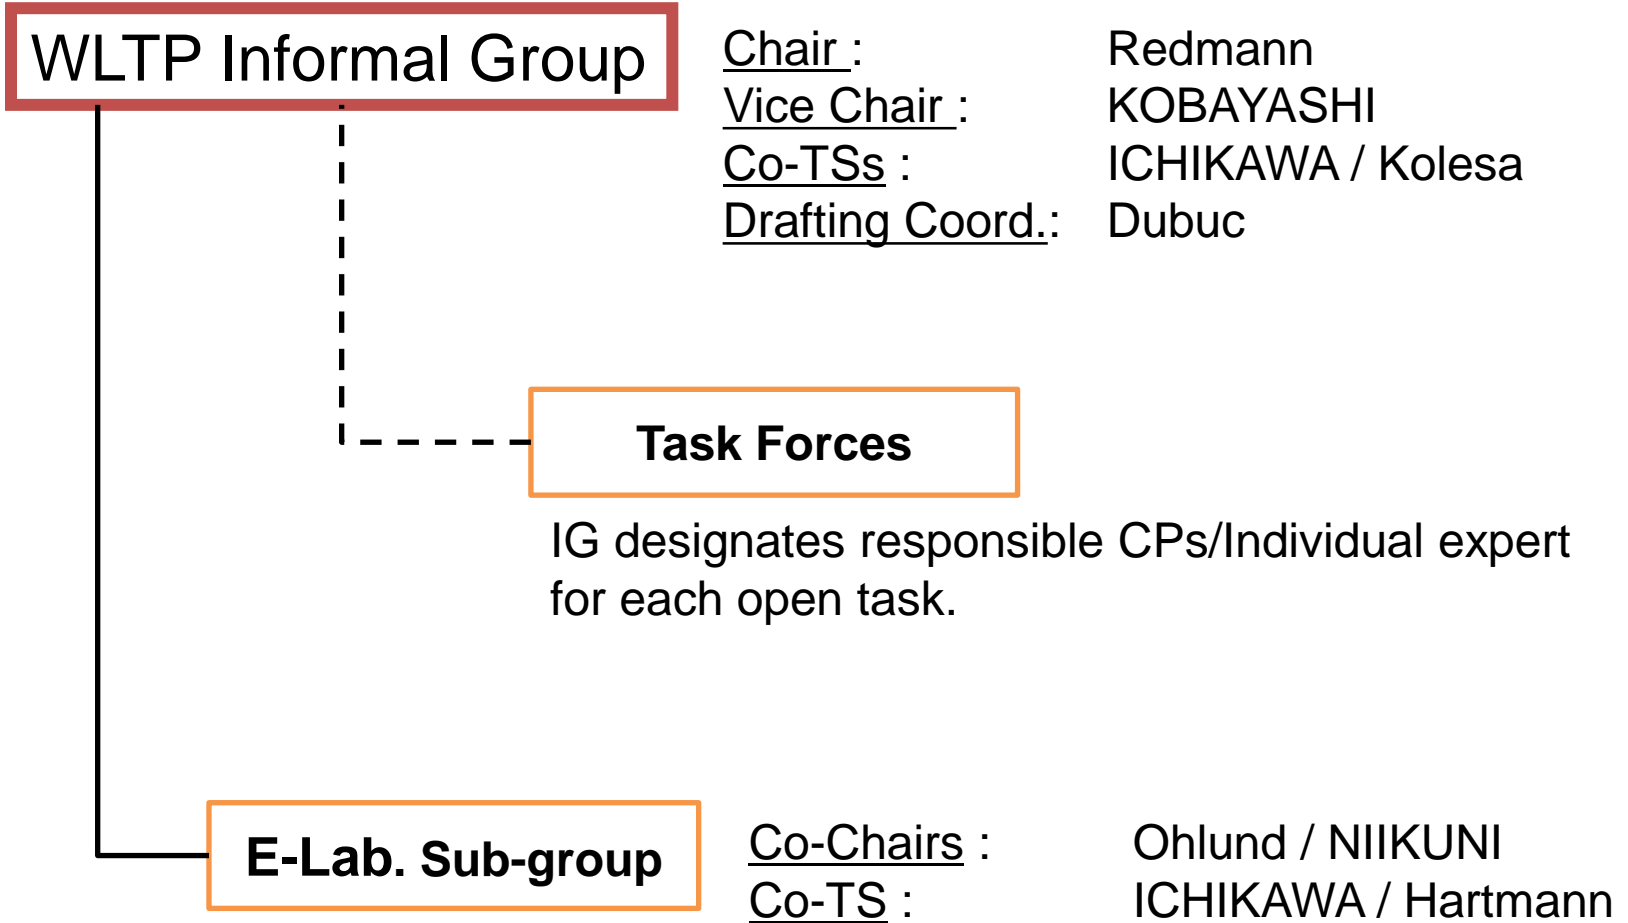 WLTP Informal Group
Chair : Redmann
Vice Chair : KOBAYASHI
Co-TSs : ICHIKAWA / Kolesa
Drafting Coord.: Dubuc
Task Forces
IG designates responsible CPs/Individual expert
for each open task.
E-Lab. Sub-group
Co-Chairs : Ohlund / NIIKUNI
Co-TS : ICHIKAWA / Hartmann